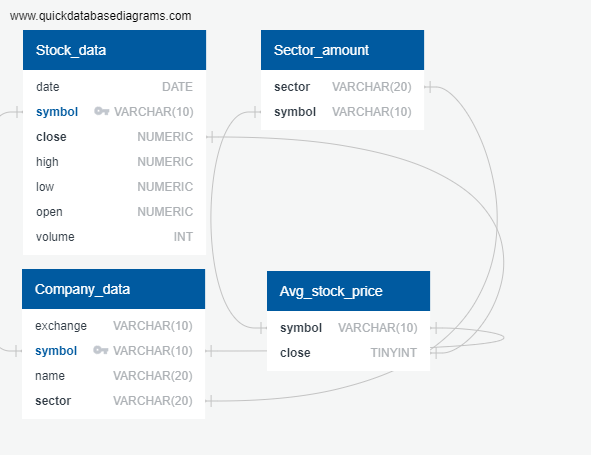 www.quickdatabasediagrams.com
Stock_data
date DATE
symbol VARCHAR(10)
close NUMERIC
high NUMERIC
low NUMERIC
open NUMERIC
volume INT
Sector_amount
sector VARCHAR(20)
symbol VARCHAR(10)
Company_data
exchange VARCHAR(10)
symbol VARCHAR(10)
name VARCHAR(20)
sector VARCHAR(20)
Avg_stock_price
symbol VARCHAR(10)
close TINYINT